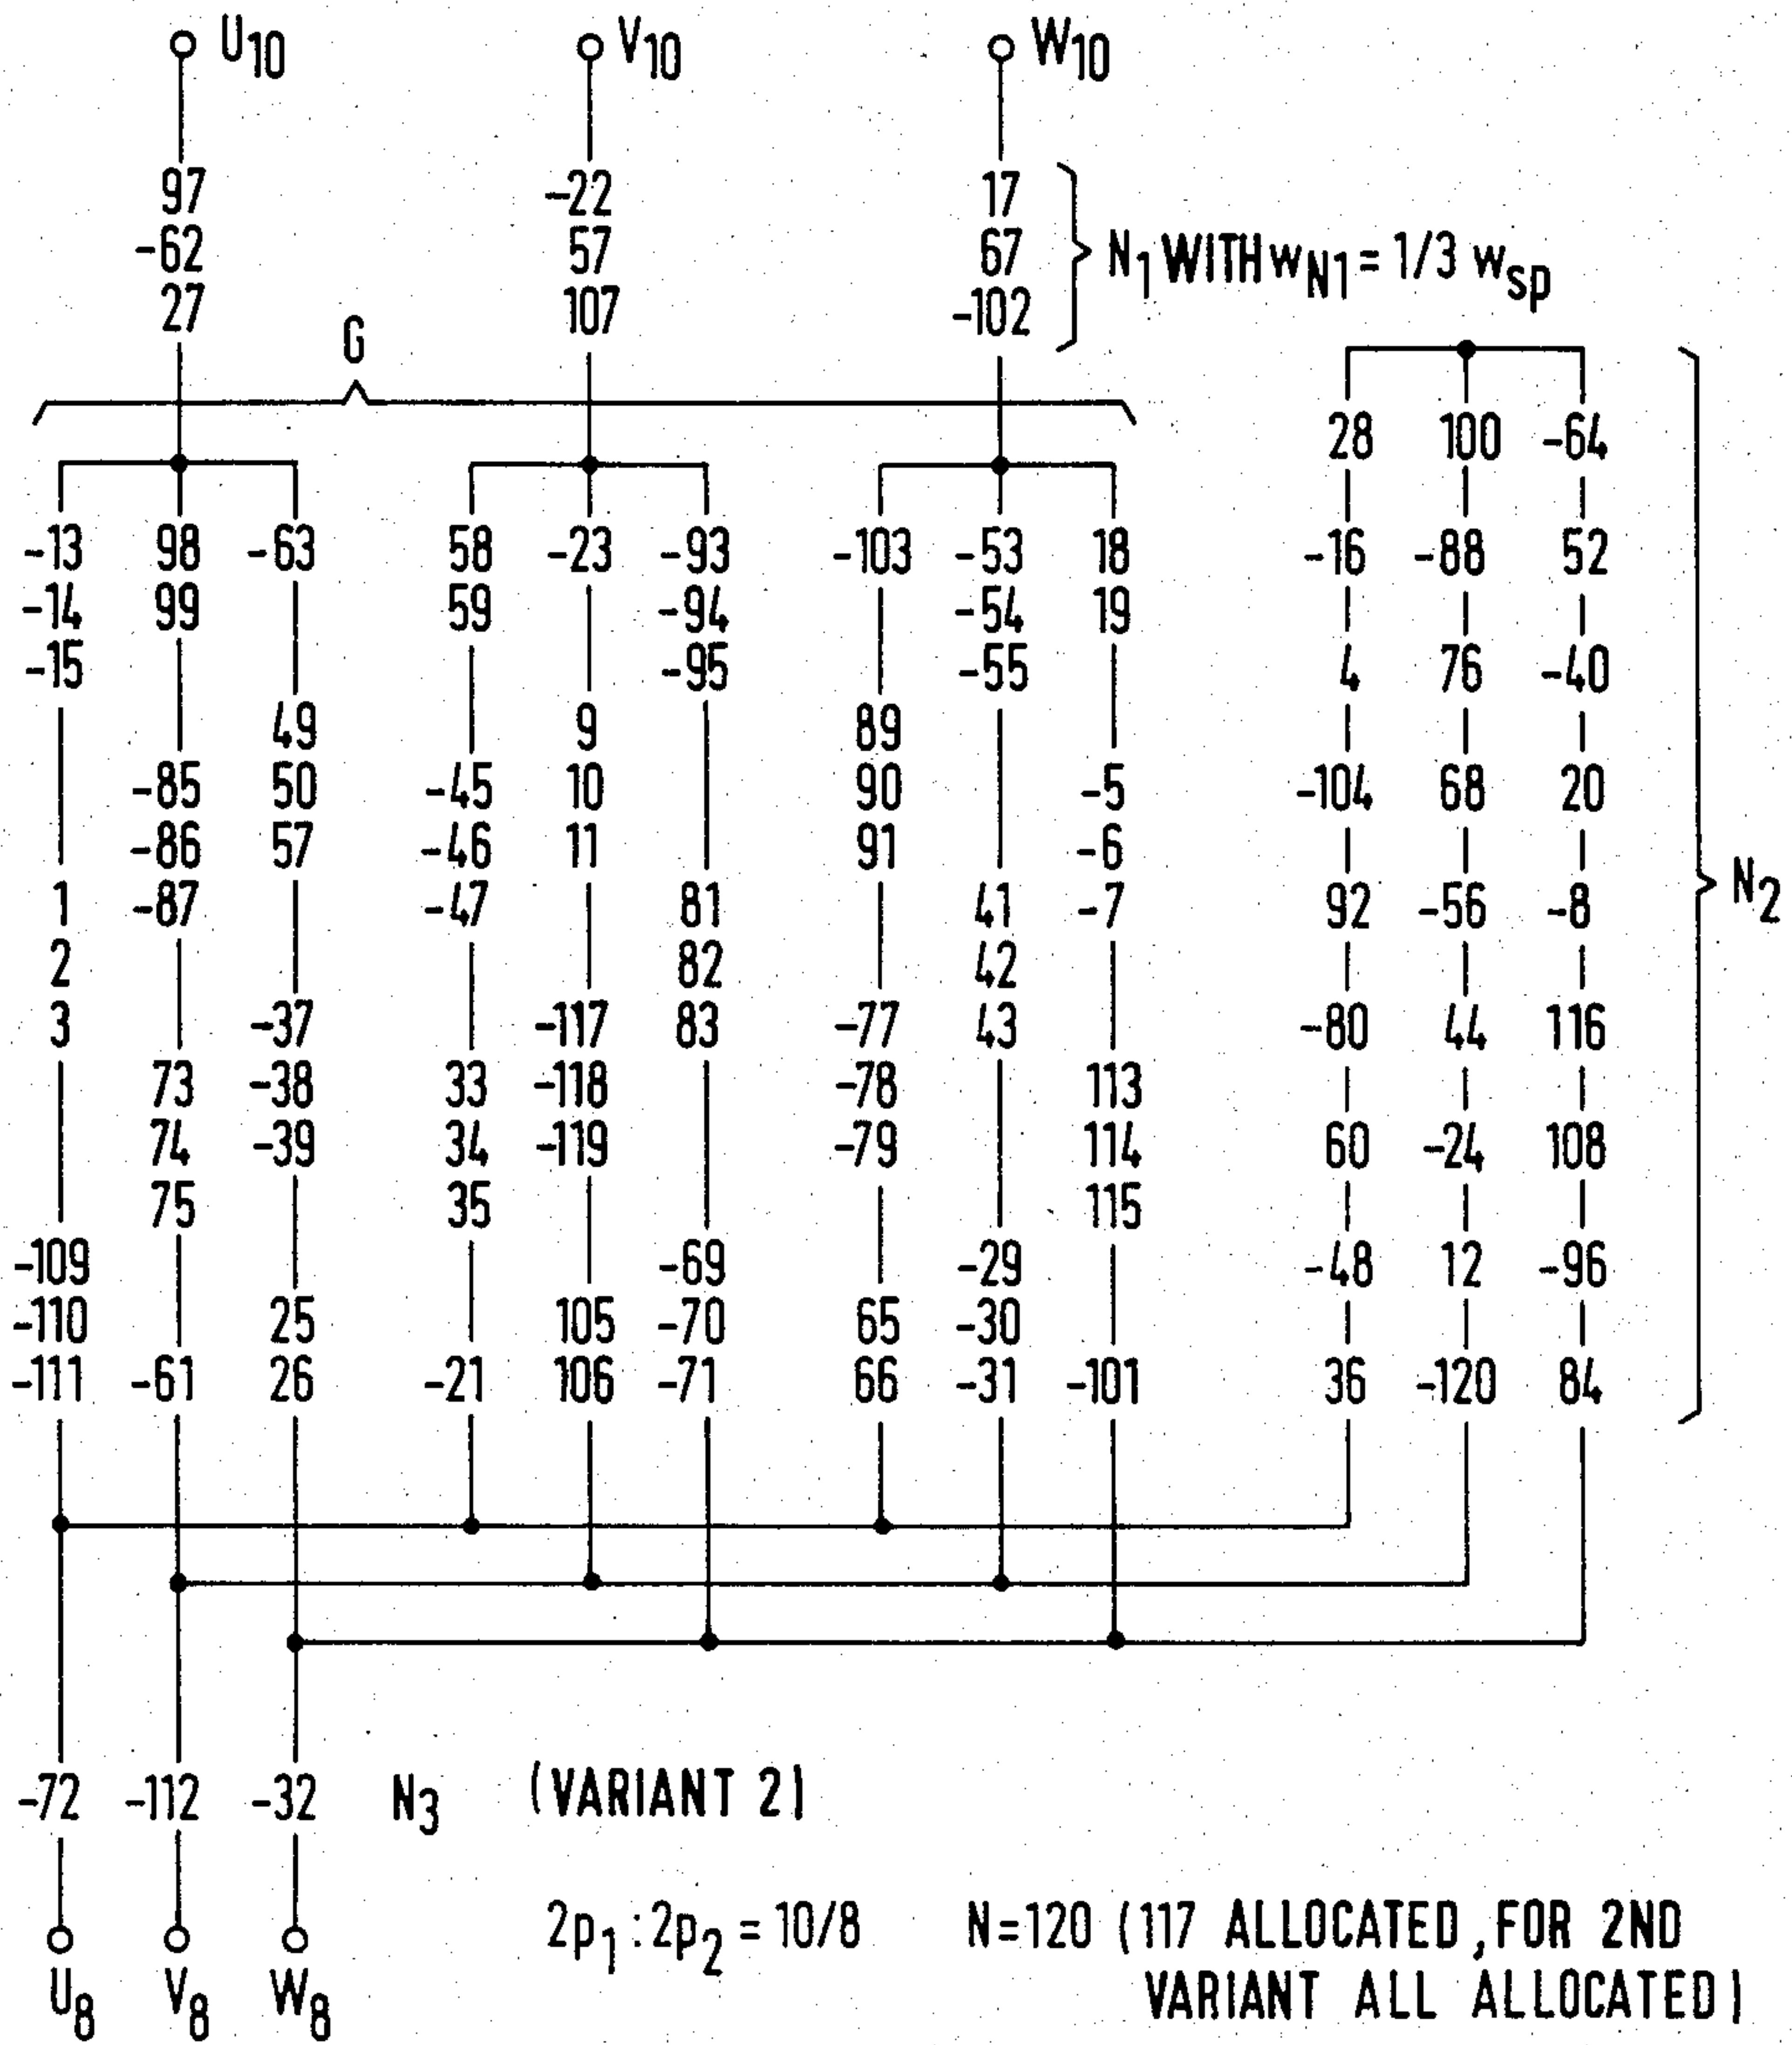 U10 V10 W10
97 -22 17
-62 57 67 N1 WITH wN1 = 1/3 wsp
27 107 -102
G
28 100 -64
-13 98 -63 58 -23 -93 -103 -53 18 -16 -88 52
-14 99 59 -94 -54 19
-15 -95 -55 4 76 -40
49 9 89
-85 50 -45 10 90 -5 -104 68 20
-86 57 -46 11 91 -6
1 -87 -47 81 41 -7 92 -56 -8 N2
2 82 42
3 -37 -117 83 -77 43 -80 44 116
73 -38 33 -118 -78 113
74 -39 34 -119 -79 114 60 -24 108
75 35 115
-109 -69 -29 -48 12 -96
-110 25 105 -70 65 -30
-111 -61 26 -21 106 -71 66 -31 -101 36 -120 84
-72 -112 -32 N3 (VARIANT 2)
2p1 : 2p2 = 10/8 N=120 (117 ALLOCATED, FOR 2ND
VARIANT ALL ALLOCATED)
U8 V8 W8